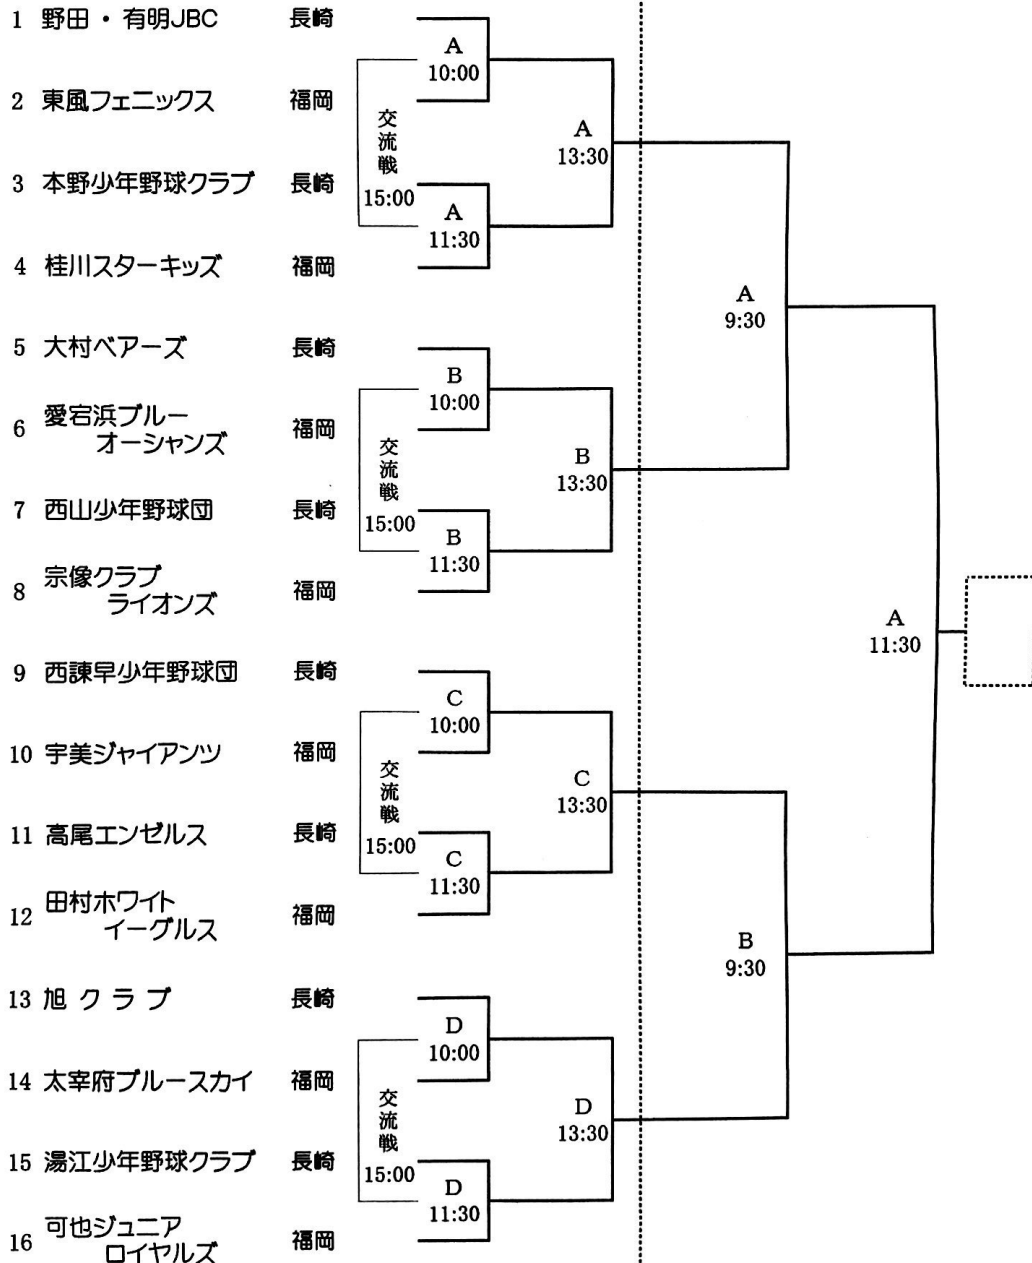 1 野田・有明JBC 長崎
A
10:00
2 東風フェニックス 福岡
交流戦
15:00
A
13:30
3 本野少年野球クラブ 長崎
A
11:30
4 桂川スターキッズ 福岡
A
9:30
5 大村ベアーズ 長崎
B
10:00
6 愛宕浜ブルー
オーシャンズ 福岡
交流戦
15:00
B
13:30
7 西山少年野球団 長崎
B
11:30
8 宗像クラブ
ライオンズ 福岡
A
11:30
9 西諫早少年野球団 長崎
C
10:00
10 宇美ジャイアンツ 福岡
交流戦
15:00
C
13:30
11 高尾エンゼルス 長崎
C
11:30
12 田村ホワイト
イーグルス 福岡
B
9:30
13 旭クラブ 長崎
D
10:00
14 太宰府ブルースカイ 福岡
交流戦
15:00
D
13:30
15 湯江少年野球クラブ 長崎
D
11:30
16 可也ジュニア
ロイヤルズ 福岡